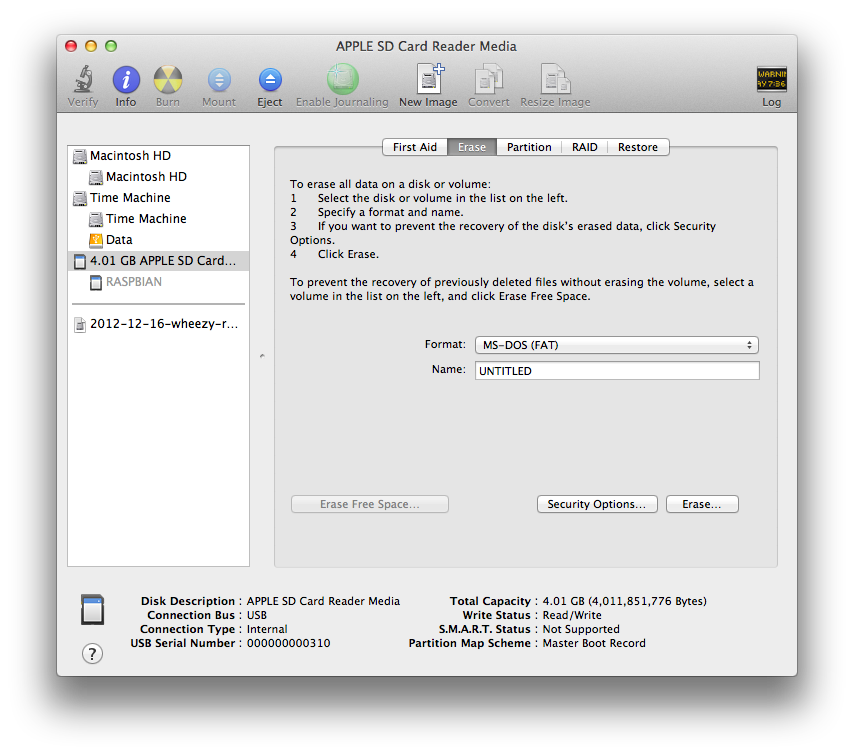 APPLE SD Card Reader Media
Verify
Info
Burn
Mount
Eject
Enable Journaling
New Image
Convert
Resize Image
WARNIN
AY 7:36
Log
Macintosh HD
Macintosh HD
Time Machine
Time Machine
Data
4.01 GB APPLE SD Card...
RASPBIAN
2012-12-16-wheezy-r...
First Aid
Erase
Partition
RAID
Restore
To erase all data on a disk or volume:
1 Select the disk or volume in the list on the left.
2 Specify a format and name.
3 If you want to prevent the recovery of the disk's erased data, click Security
Options.
4 Click Erase.
To prevent the recovery of previously deleted files without erasing the volume, select a
volume in the list on the left, and click Erase Free Space.
Format: MS-DOS (FAT)
Name: UNTITLED
Erase Free Space...
Security Options...
Erase...
Disk Description : APPLE SD Card Reader Media
Connection Bus : USB
Connection Type : Internal
USB Serial Number : 000000000310
Total Capacity : 4.01 GB (4,011,851,776 Bytes)
Write Status : Read/Write
S.M.A.R.T. Status : Not Supported
Partition Map Scheme : Master Boot Record
?